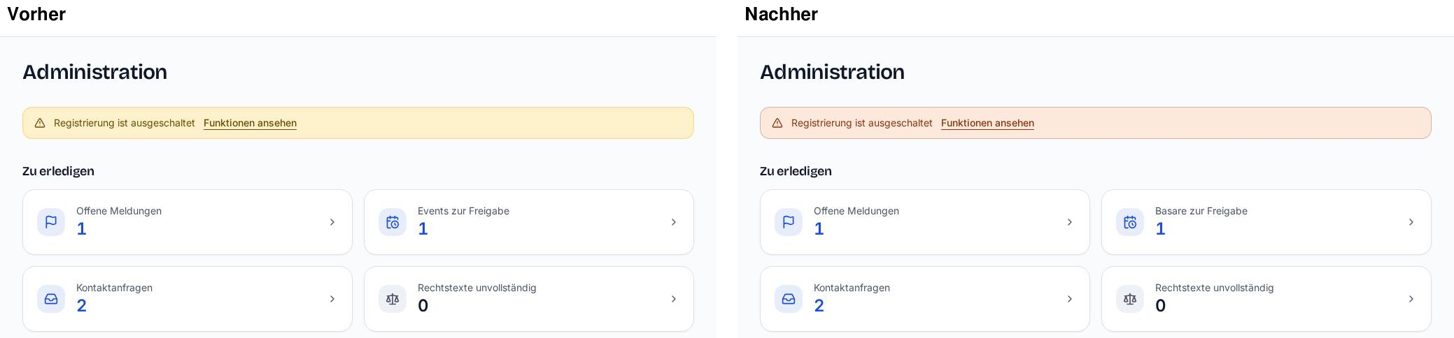 Vorher
Administration
Registrierung ist ausgeschaltet Funktionen ansehen
Zu erledigen
Offene Meldungen
1
Events zur Freigabe
1
Kontaktanfragen
2
Rechtstexte unvollständig
0
Nachher
Administration
Registrierung ist ausgeschaltet Funktionen ansehen
Zu erledigen
Offene Meldungen
1
Basare zur Freigabe
1
Kontaktanfragen
2
Rechtstexte unvollständig
0